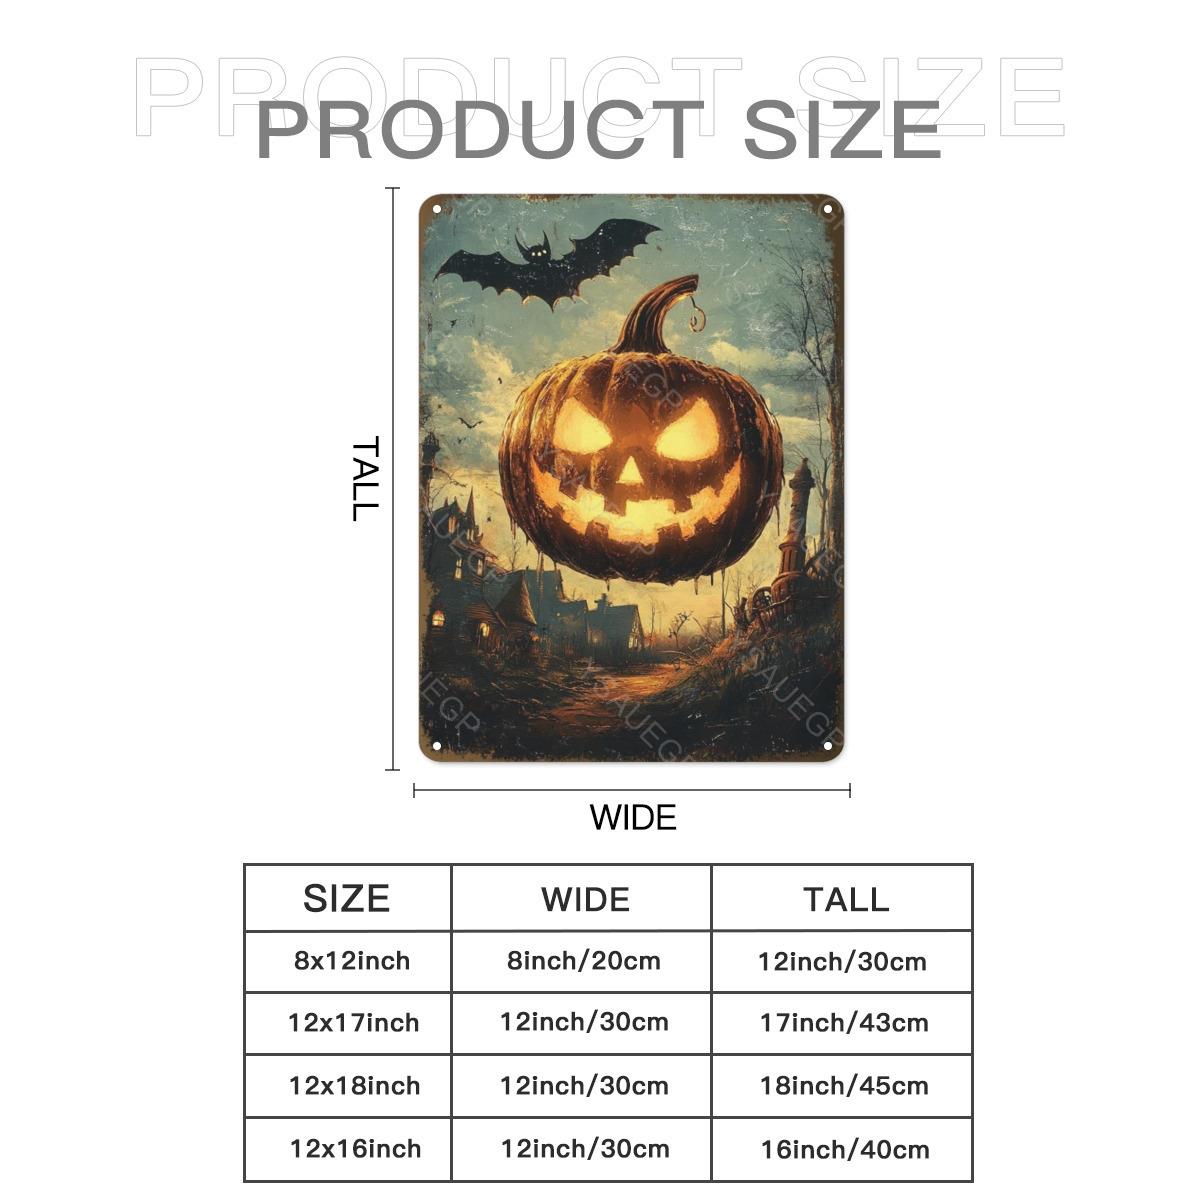 PRODUCT SIZE
PRODUCT SIZE
TALL
WIDE
SIZE WIDE TALL
8x12inch 8inch/20cm 12inch/30cm
12x17inch 12inch/30cm 17inch/43cm
12x18inch 12inch/30cm 18inch/45cm
12x16inch 12inch/30cm 16inch/40cm